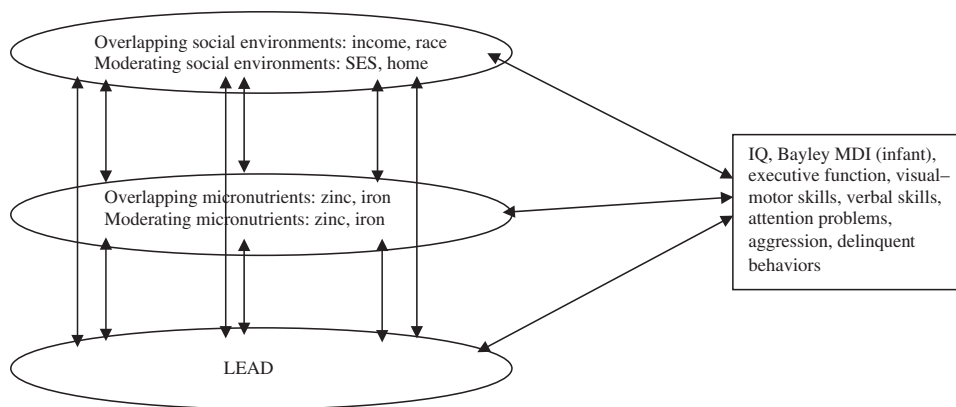 Overlapping social environments: income, race
Moderating social environments: SES, home
IQ, Bayley MDI (infant),
executive function, visual–
motor skills, verbal skills,
attention problems,
aggression, delinquent
behaviors
Overlapping micronutrients: zinc, iron
Moderating micronutrients: zinc, iron
LEAD